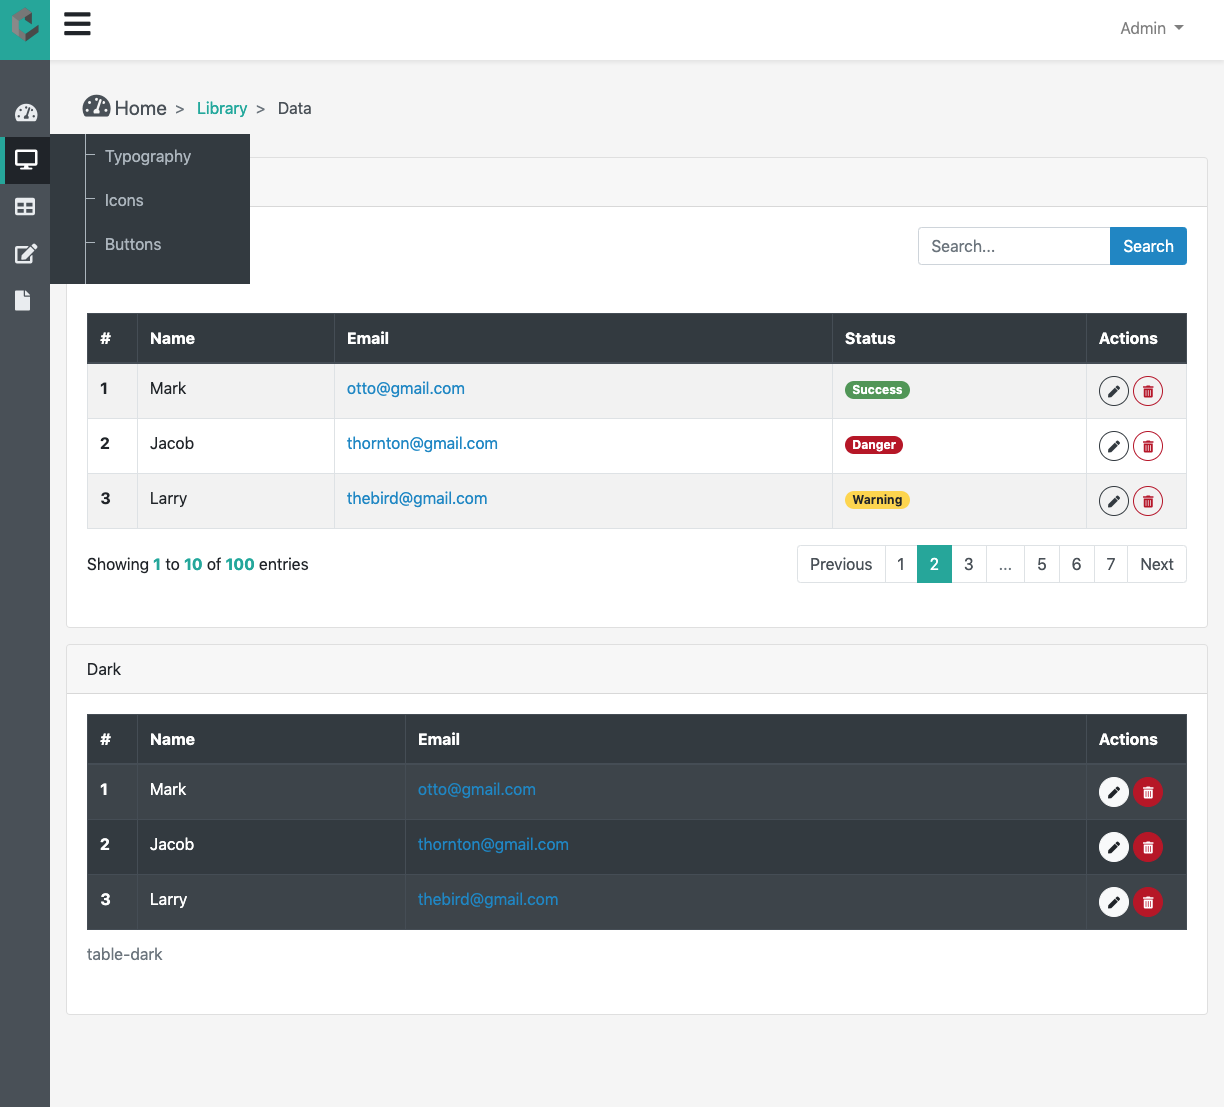 Admin
Home > Library > Data
Typography
Icons
Buttons
Search... Search
# Name Email Status Actions
1 Mark otto@gmail.com Success
2 Jacob thornton@gmail.com Danger
3 Larry thebird@gmail.com Warning
Showing 1 to 10 of 100 entries Previous 1 2 3 ... 5 6 7 Next
Dark
# Name Email Actions
1 Mark otto@gmail.com
2 Jacob thornton@gmail.com
3 Larry thebird@gmail.com
table-dark